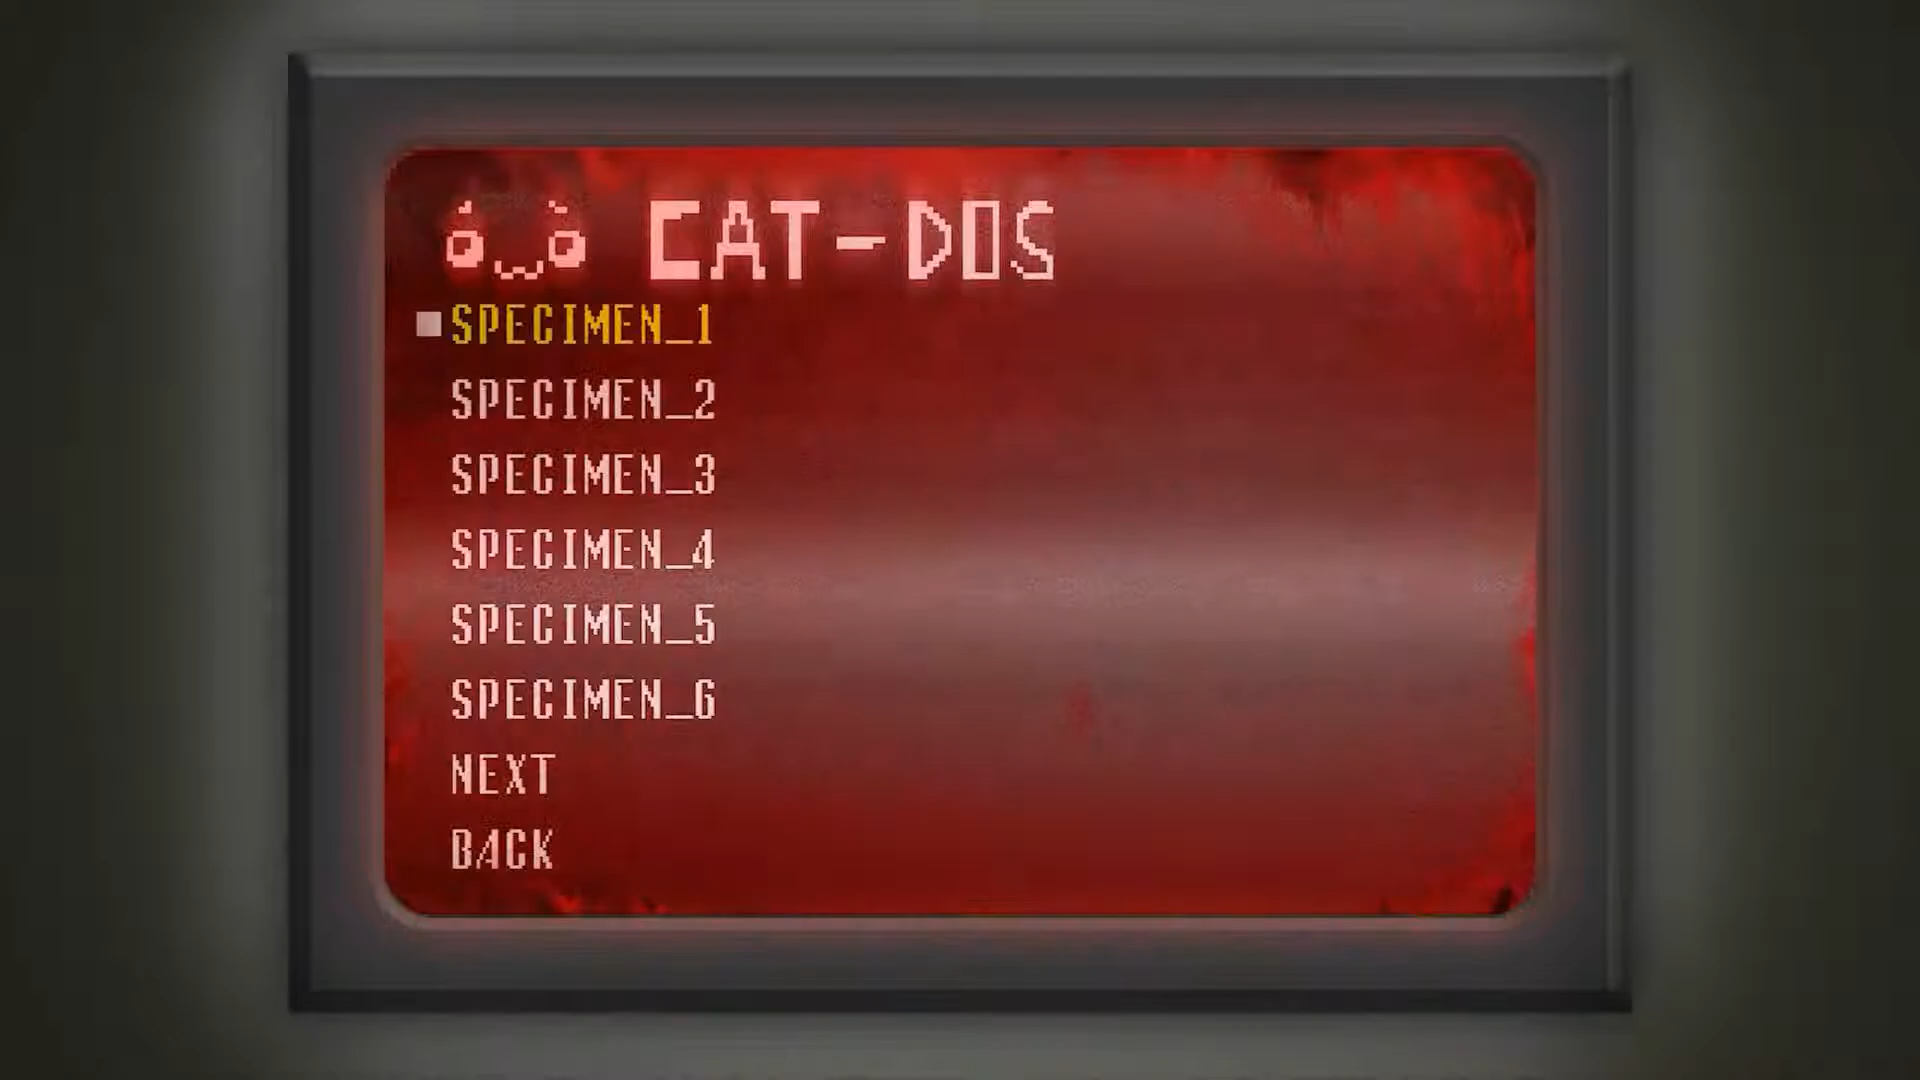 CAT-DOS
SPECIMEN_1
SPECIMEN_2
SPECIMEN_3
SPECIMEN_4
SPECIMEN_5
SPECIMEN_6
NEXT
BACK